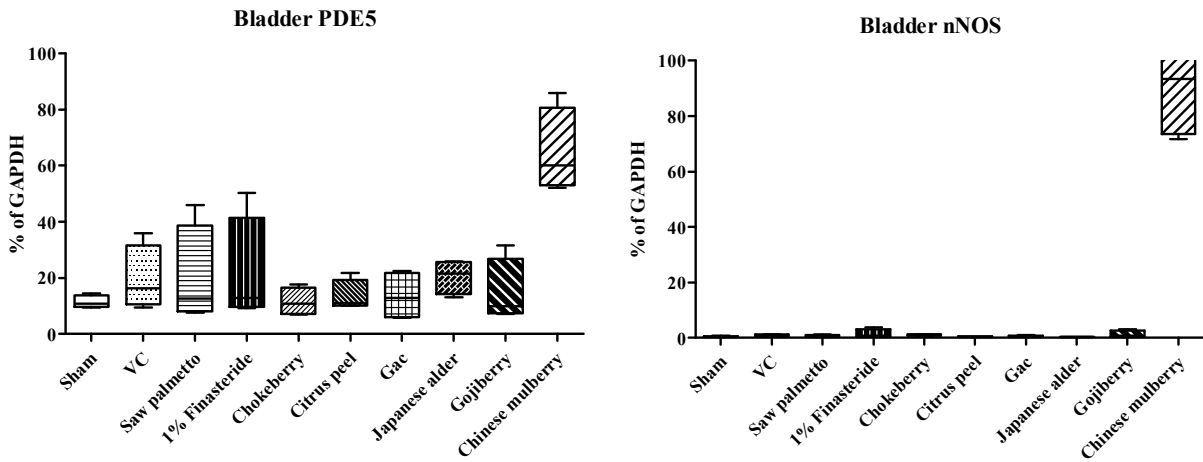 Bladder PDE5
100
80
60
40
20
0
% of GAPDH
Sham
VC
Saw palmetto
1% Finasteride
Chokeberry
Citrus peel
Gac
Japanese alder
Gojiberry
Chinese mulberry
Bladder nNOS
100
80
60
40
20
0
% of GAPDH
Sham
VC
Saw palmetto
1% Finasteride
Chokeberry
Citrus peel
Gac
Japanese alder
Gojiberry
Chinese mulberry